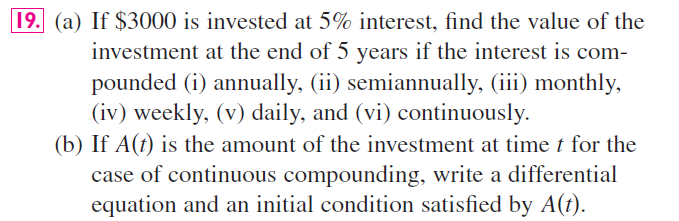 19. (a) If $3000 is invested at 5% interest, find the value of the
investment at the end of 5 years if the interest is com-
pounded (i) annually, (ii) semiannually, (iii) monthly,
(iv) weekly, (v) daily, and (vi) continuously.
(b) If A(t) is the amount of the investment at time t for the
case of continuous compounding, write a differential
equation and an initial condition satisfied by A(t).